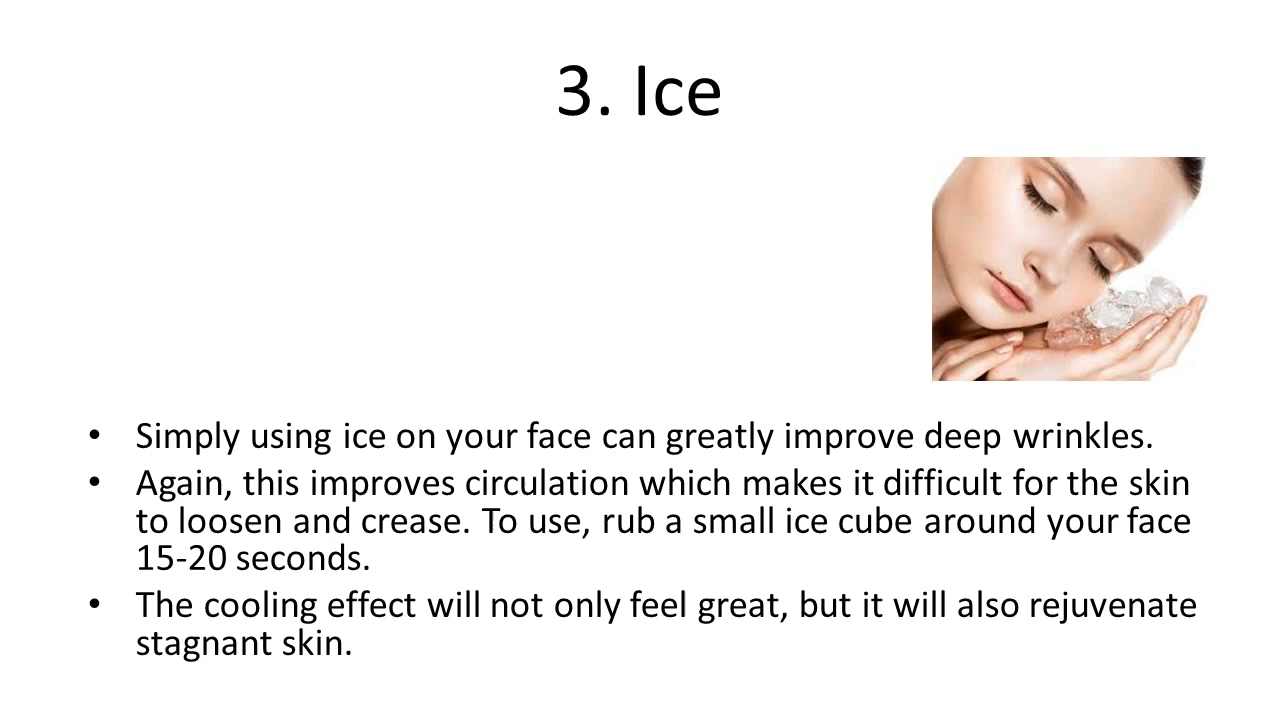 3. Ice
• Simply using ice on your face can greatly improve deep wrinkles.
• Again, this improves circulation which makes it difficult for the skin
to loosen and crease. To use, rub a small ice cube around your face
15-20 seconds.
• The cooling effect will not only feel great, but it will also rejuvenate
stagnant skin.